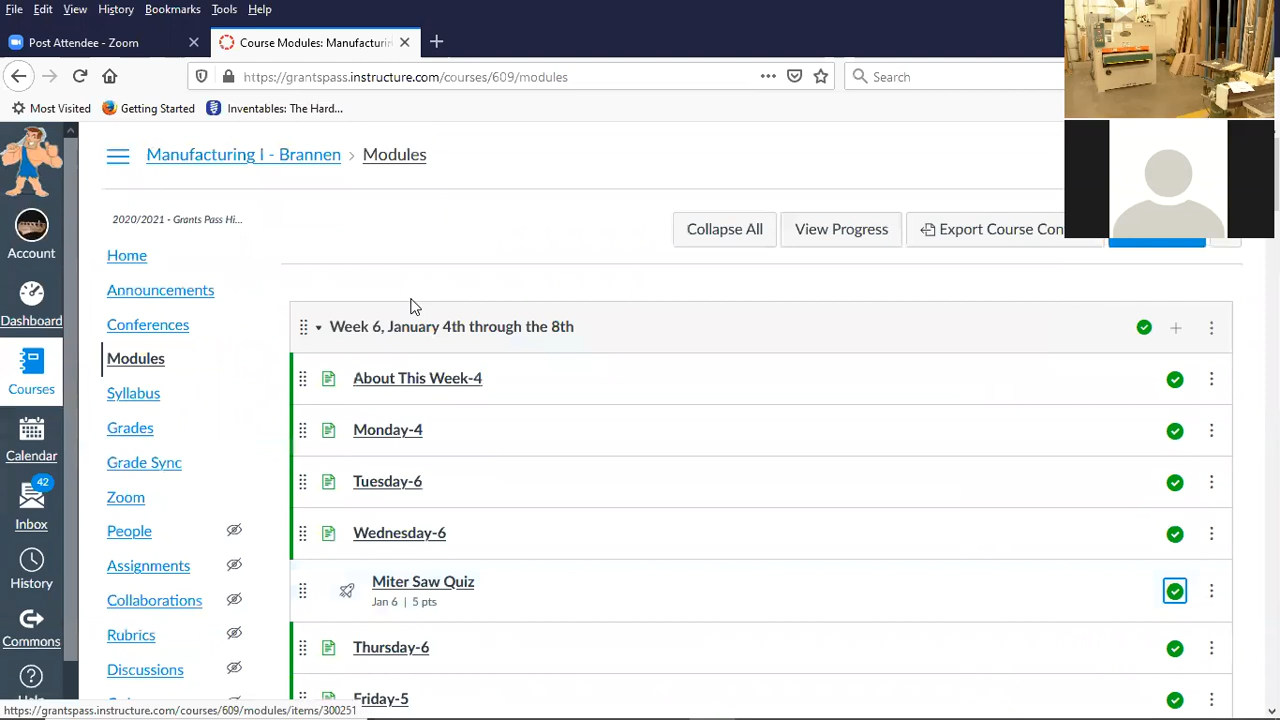 File Edit View History Bookmarks Tools Help
Post Attendee - Zoom
Course Modules: Manufacturin
https://grantspass.instructure.com/courses/609/modules
Search
Most Visited Getting Started Inventables: The Hard...
Manufacturing I - Brannen › Modules
2020/2021 - Grants Pass Hi...
Collapse All View Progress Export Course Con
Account
Dashboard
Courses
Calendar
42
Inbox
History
Commons
Help
Home
Announcements
Conferences
Modules
Syllabus
Grades
Grade Sync
Zoom
People
Assignments
Collaborations
Rubrics
Discussions
Week 6, January 4th through the 8th
About This Week-4
Monday-4
Tuesday-6
Wednesday-6
Miter Saw Quiz
Jan 6 | 5 pts
Thursday-6
Friday-5
https://grantspass.instructure.com/courses/609/modules/items/300251